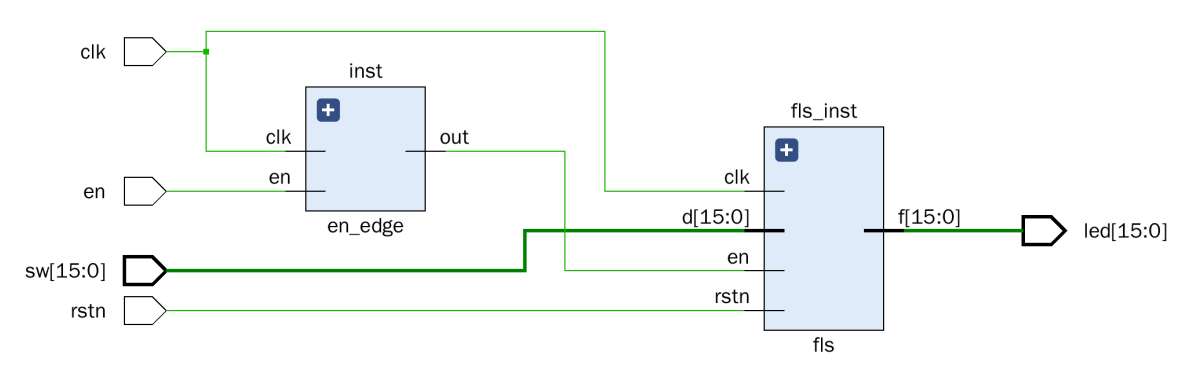 clk
inst
clk
out
en
en
en_edge
fls_inst
clk
d[15:0]
f[15:0]
led[15:0]
en
sw[15:0]
rstn
rstn
fls